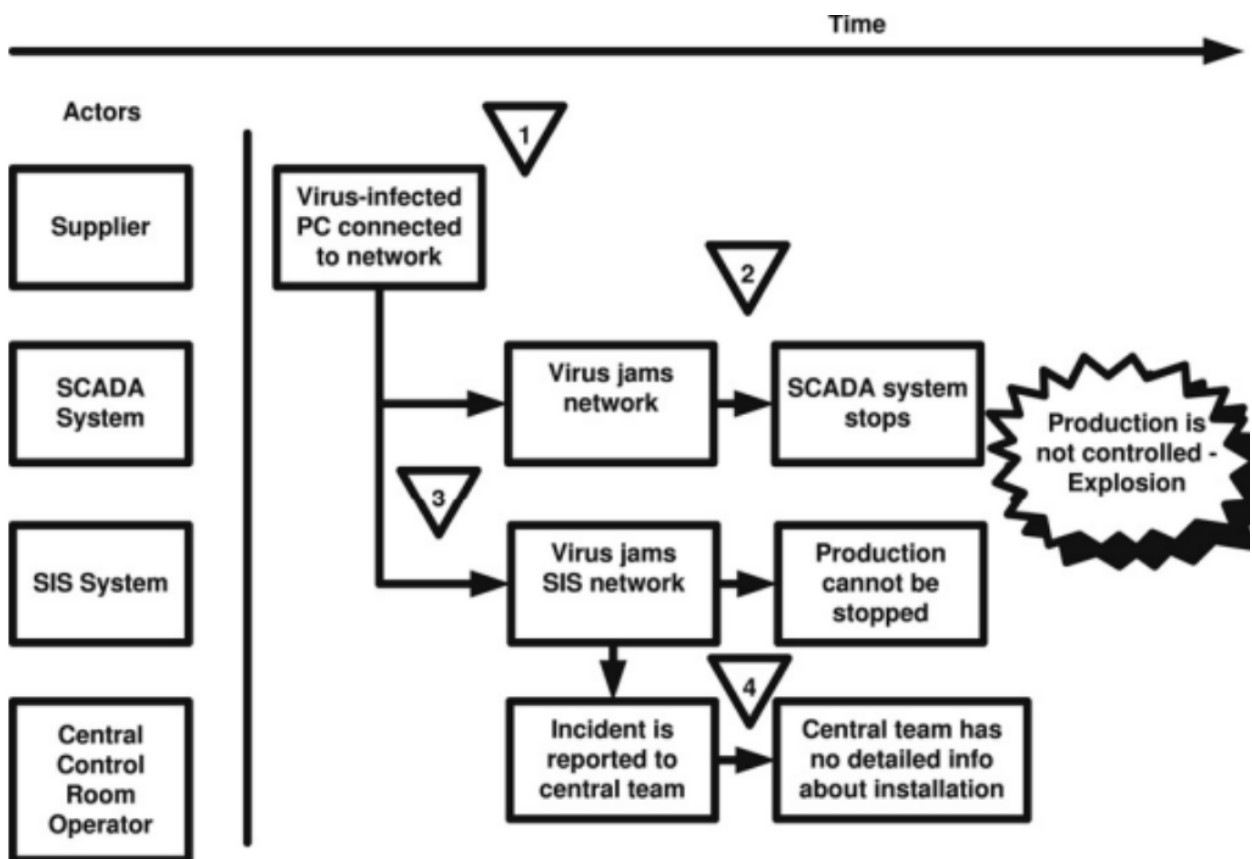 Time
Actors
1
Supplier
Virus-infected
PC connected
to network
2
SCADA
System
Virus jams
network
SCADA system
stops
Production is
not controlled -
Explosion
3
SIS System
Virus jams
SIS network
Production
cannot be
stopped
4
Central
Control
Room
Operator
Incident is
reported to
central team
Central team has
no detailed info
about installation